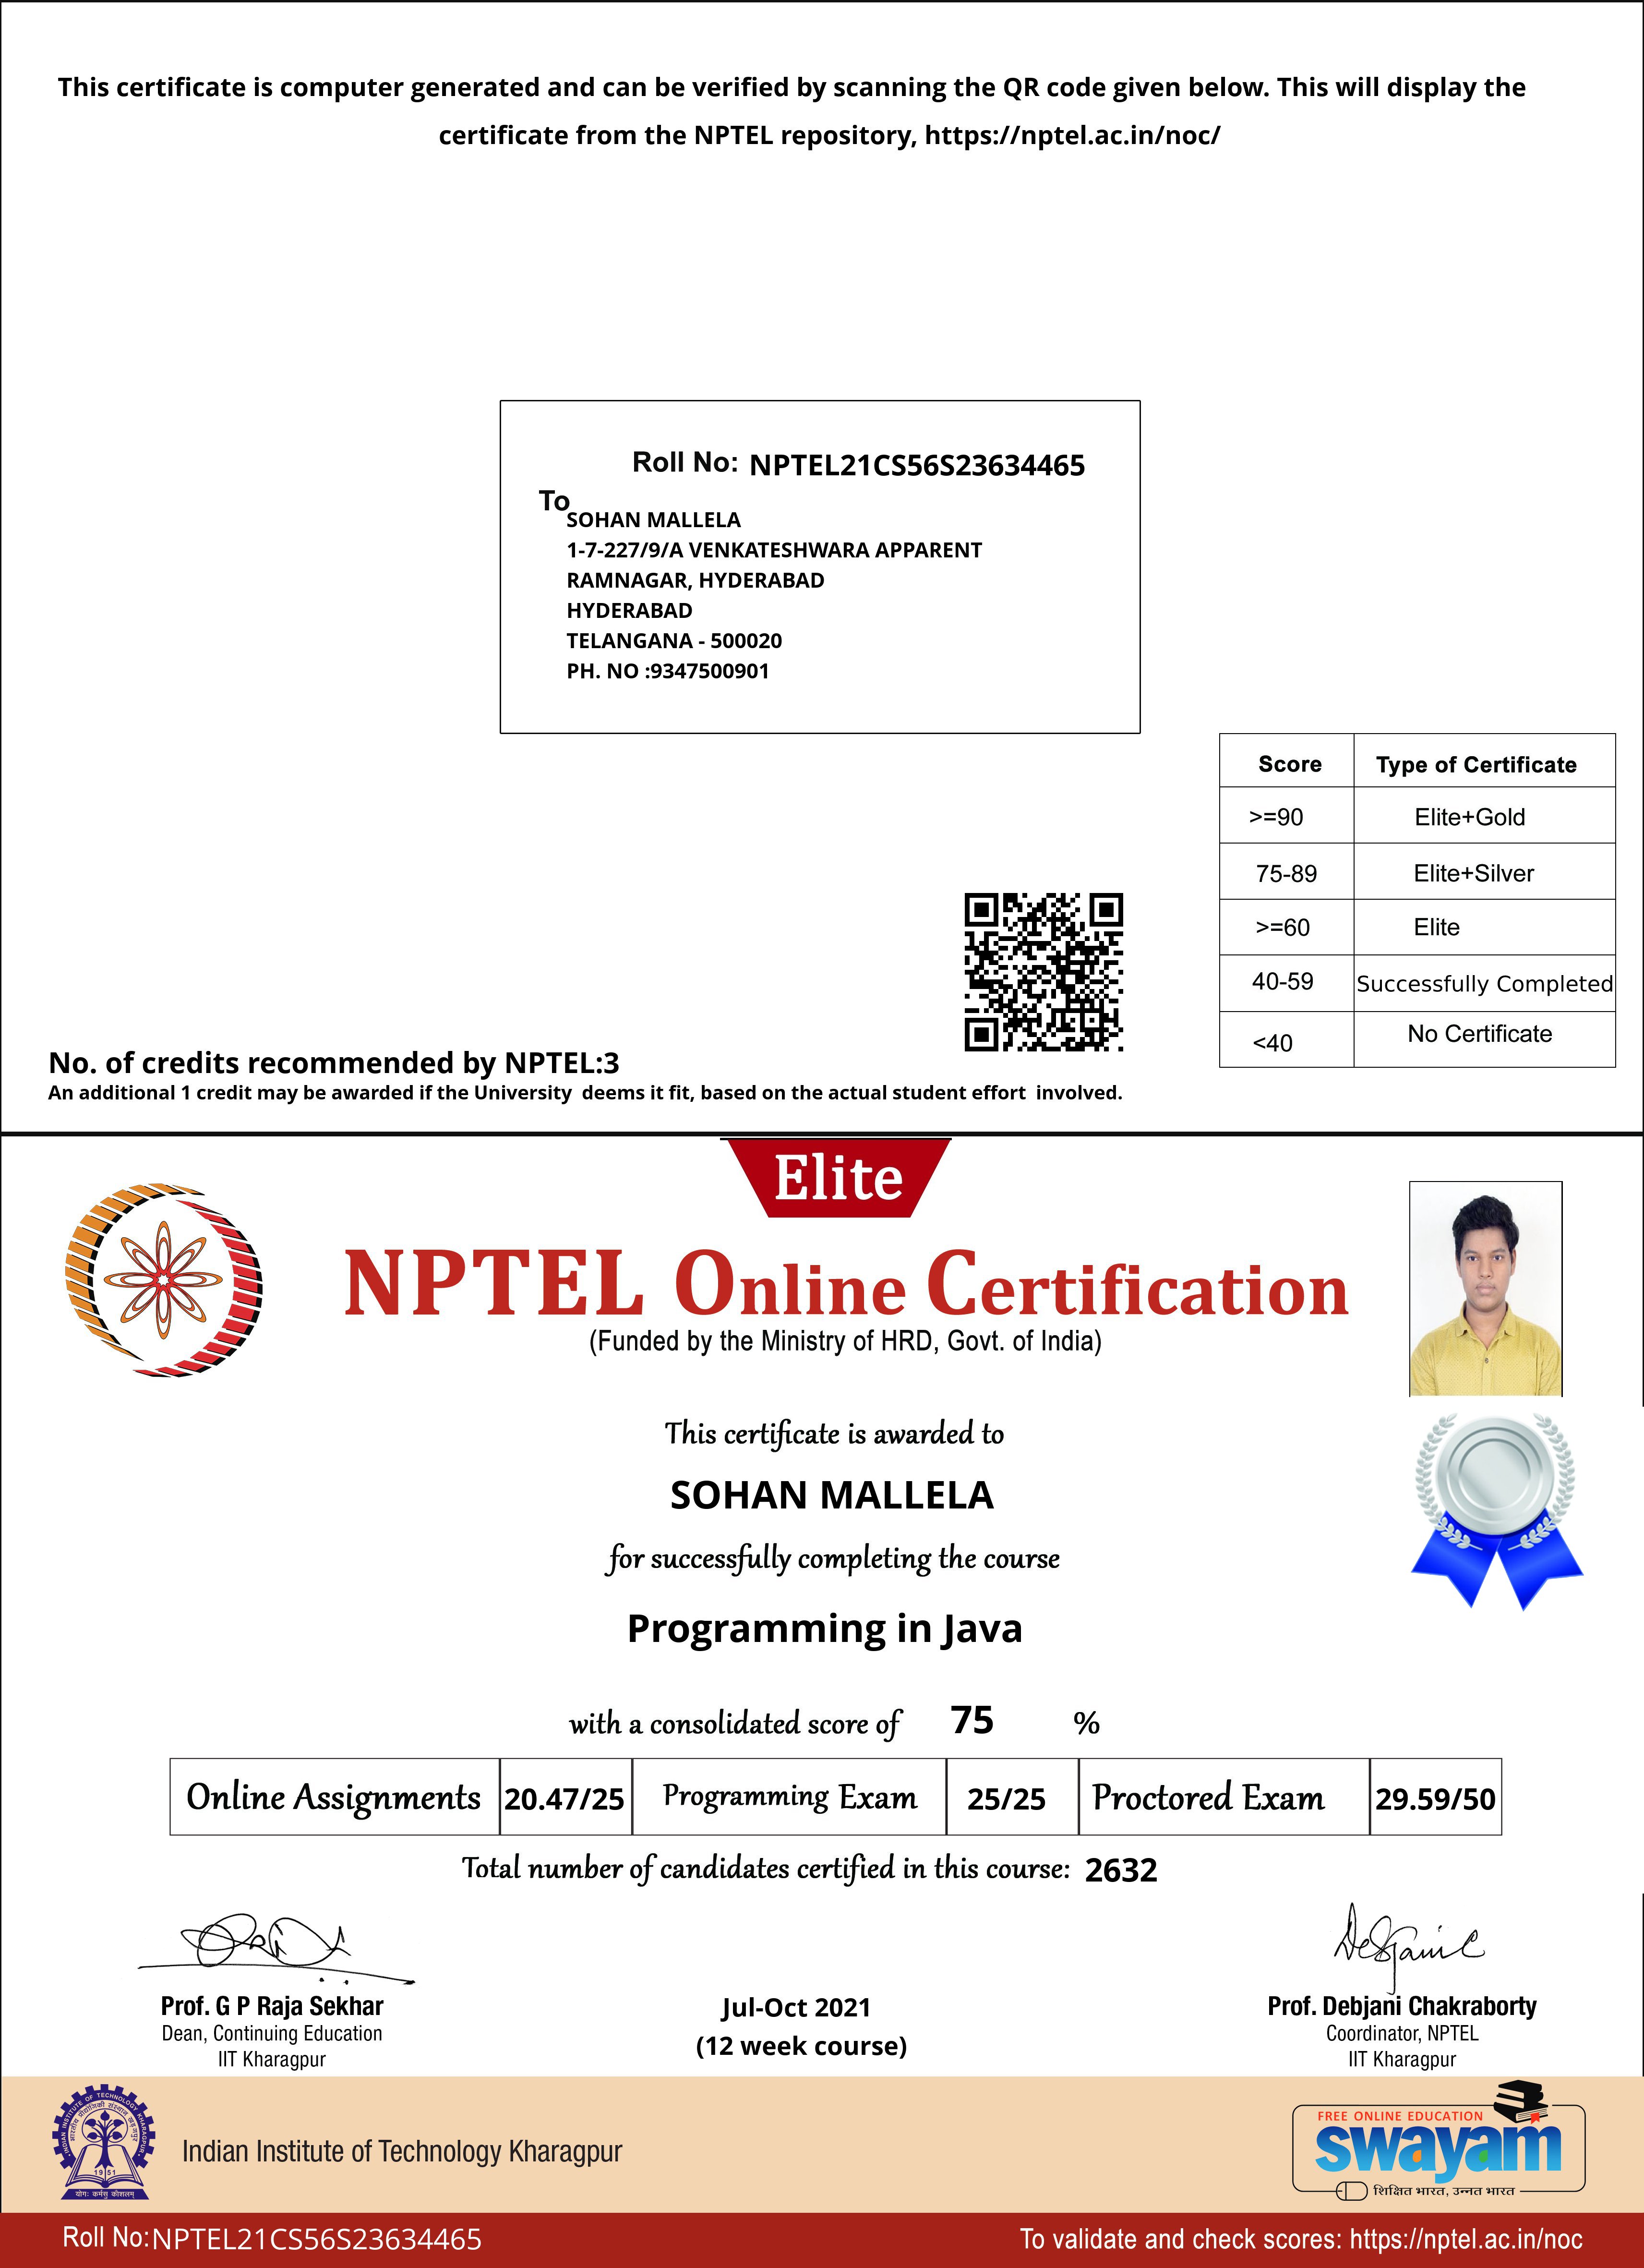 This certificate is computer generated and can be verified by scanning the QR code given below. This will display the
certificate from the NPTEL repository, https://nptel.ac.in/noc/
Roll No: NPTEL21CS56S23634465
To
SOHAN MALLELA
1-7-227/9/A VENKATESHWARA APPARENT
RAMNAGAR, HYDERABAD
HYDERABAD
TELANGANA - 500020
PH. NO :9347500901
Score Type of Certificate
>=90 Elite+Gold
75-89 Elite+Silver
>=60 Elite
40-59 Successfully Completed
<40 No Certificate
No. of credits recommended by NPTEL:3
An additional 1 credit may be awarded if the University deems it fit, based on the actual student effort involved.
Elite
NPTEL Online Certification
(Funded by the Ministry of HRD, Govt. of India)
This certificate is awarded to
SOHAN MALLELA
for successfully completing the course
Programming in Java
with a consolidated score of 75 %
Online Assignments 20.47/25 Programming Exam 25/25 Proctored Exam 29.59/50
Total number of candidates certified in this course: 2632
Prof. G P Raja Sekhar
Dean, Continuing Education
IIT Kharagpur
Jul-Oct 2021
(12 week course)
Debjani C
Prof. Debjani Chakraborty
Coordinator, NPTEL
IIT Kharagpur
INDIAN INSTITUTE OF TECHNOLOGY KHARAGPUR
1951
योगः कर्मसु कौशलम्
Indian Institute of Technology Kharagpur
FREE ONLINE EDUCATION
swayam
शिक्षित भारत, उन्नत भारत
Roll No:NPTEL21CS56S23634465
To validate and check scores: https://nptel.ac.in/noc